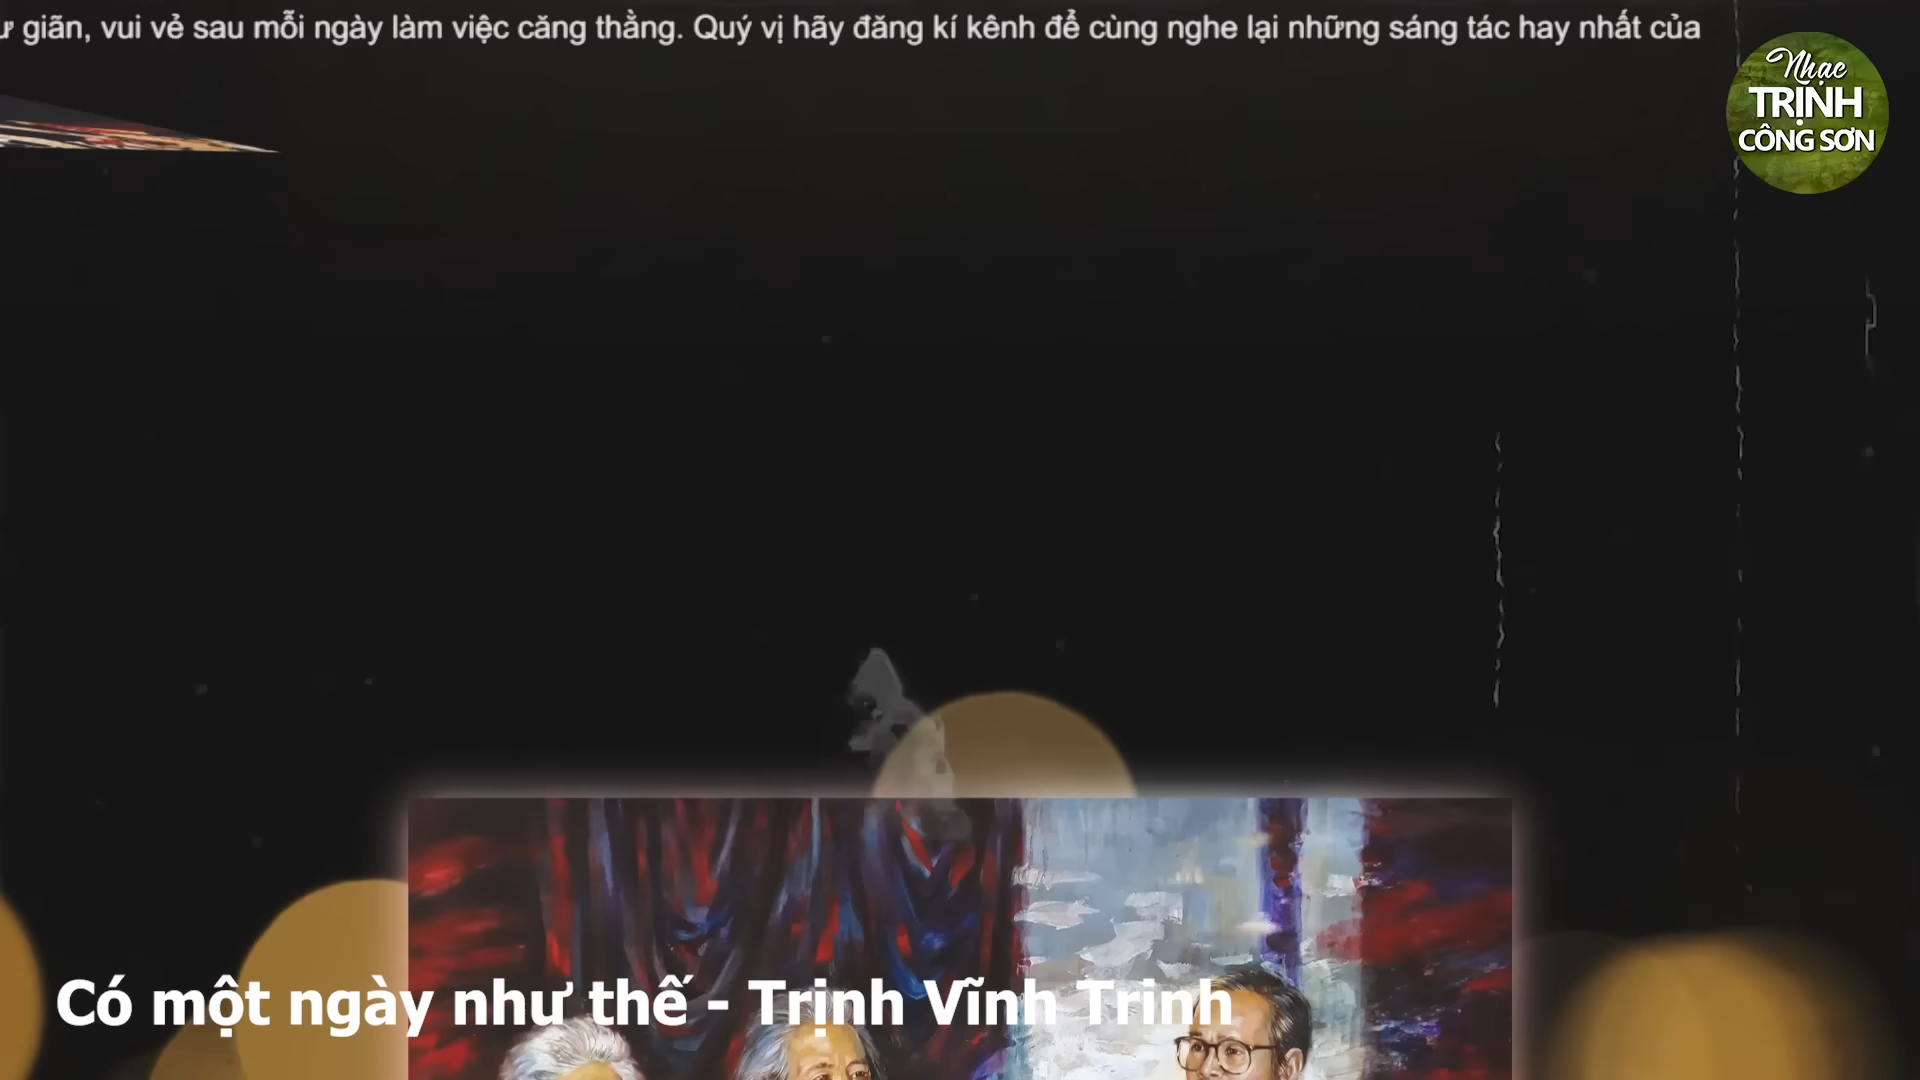 giãn, vui vẻ sau mỗi ngày làm việc căng thẳng. Quý vị hãy đăng kí kênh để cùng nghe lại những sáng tác hay nhất của
Nhạc
TRỊNH
CÔNG SƠN
Có một ngày như thế - Trịnh Vĩnh Trinh